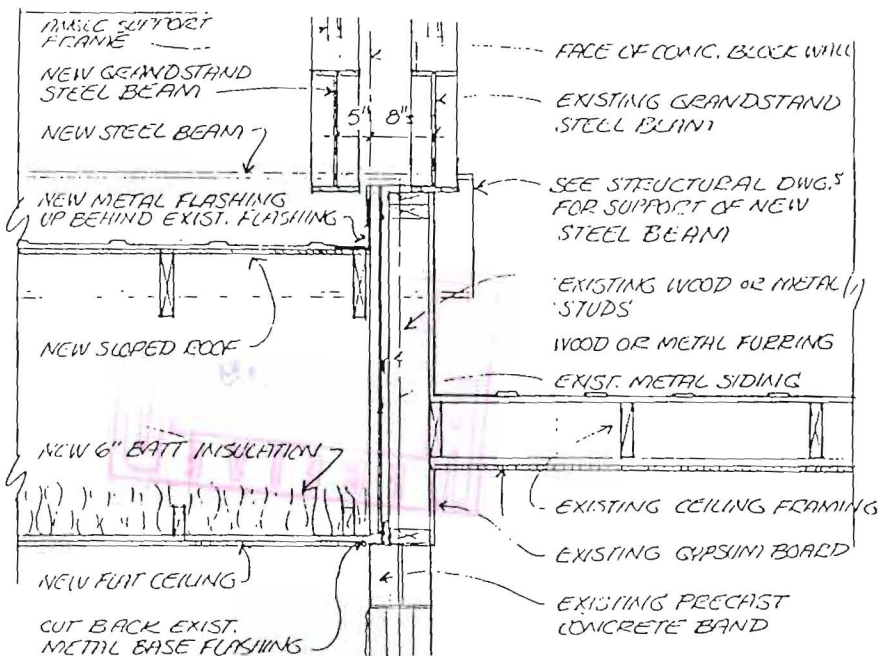 ANGLE SUPPORT
FRAME
NEW GRANDSTAND
STEEL BEAM
NEW STEEL BEAM
NEW METAL FLASHING
UP BEHIND EXIST. FLASHING
NEW SLOPED ROOF
NEW 6" BATT INSULATION
NEW FLAT CEILING
CUT BACK EXIST.
METAL BASE FLASHING
5" 8"
FACE OF CONC. BLOCK WALL
EXISTING GRANDSTAND
STEEL BEAM
SEE STRUCTURAL DWG.S
FOR SUPPORT OF NEW
STEEL BEAM
EXISTING WOOD OR METAL
STUDS
WOOD OR METAL FURRING
EXIST. METAL SIDING
EXISTING CEILING FRAMING
EXISTING GYPSUM BOARD
EXISTING PRECAST
CONCRETE BAND